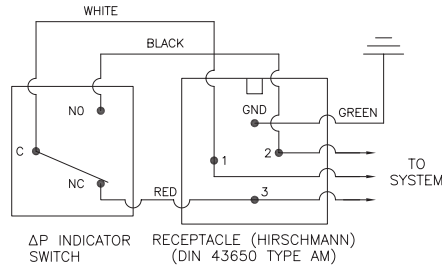 WHITE
BLACK
NO
GND
GREEN
C
1
2
NC
RED
3
TO
SYSTEM
ΔP INDICATOR
SWITCH
RECEPTACLE (HIRSCHMANN)
(DIN 43650 TYPE AM)